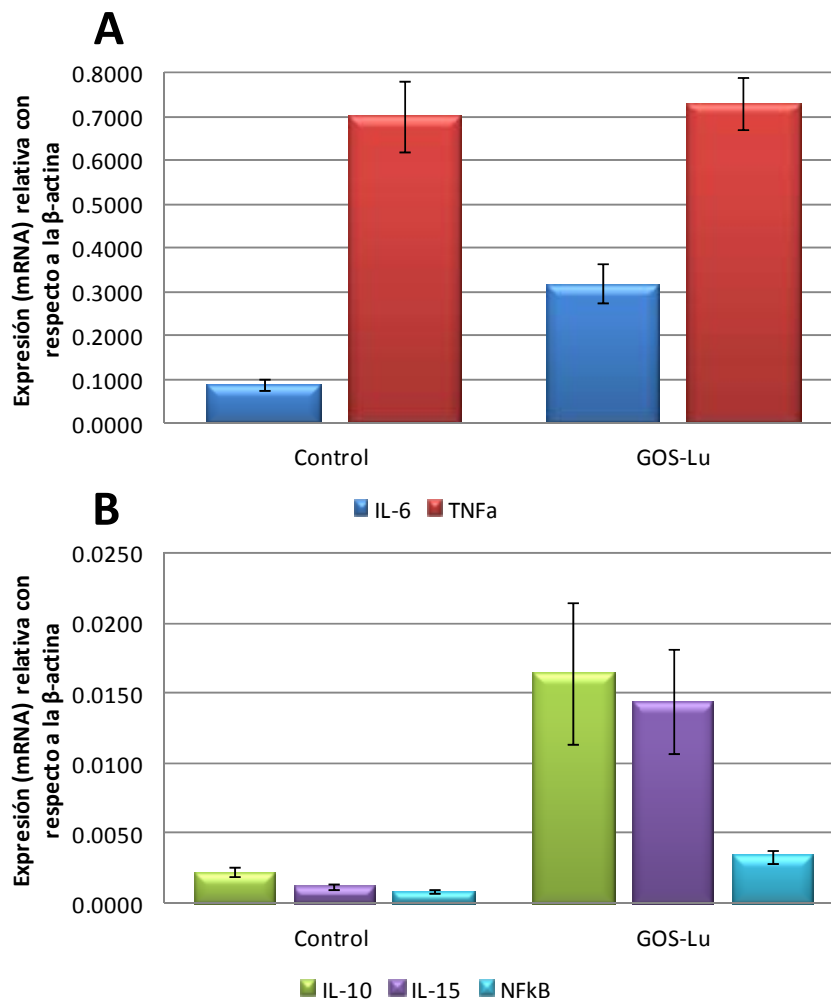 A
Expresión (mRNA) relativa con
respecto a la β-actina
0.8000
0.7000
0.6000
0.5000
0.4000
0.3000
0.2000
0.1000
0.0000
Control GOS-Lu
IL-6 TNFa
B
Expresión (mRNA) relativa con
respecto a la β-actina
0.0250
0.0200
0.0150
0.0100
0.0050
0.0000
Control GOS-Lu
IL-10 IL-15 NFkB